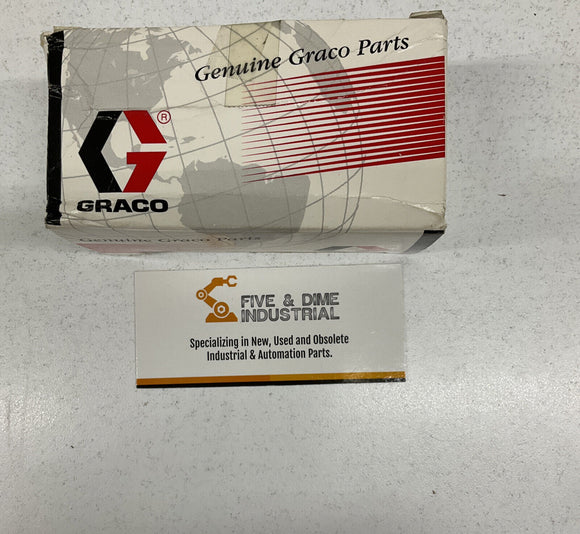 Genuine Graco Parts
®
GRACO
Genuine Graco Parts
FIVE & DIME
INDUSTRIAL
Specializing in New, Used and Obsolete
Industrial & Automation Parts.